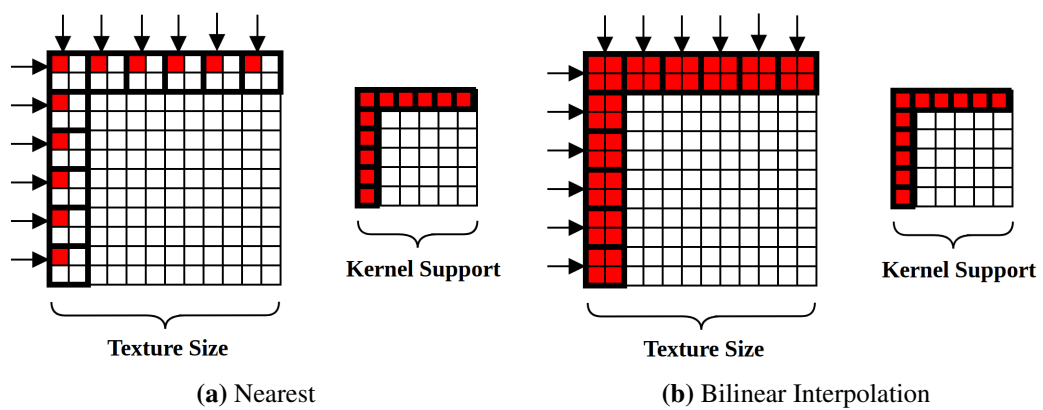 Kernel Support
Texture Size
(a) Nearest
Kernel Support
Texture Size
(b) Bilinear Interpolation